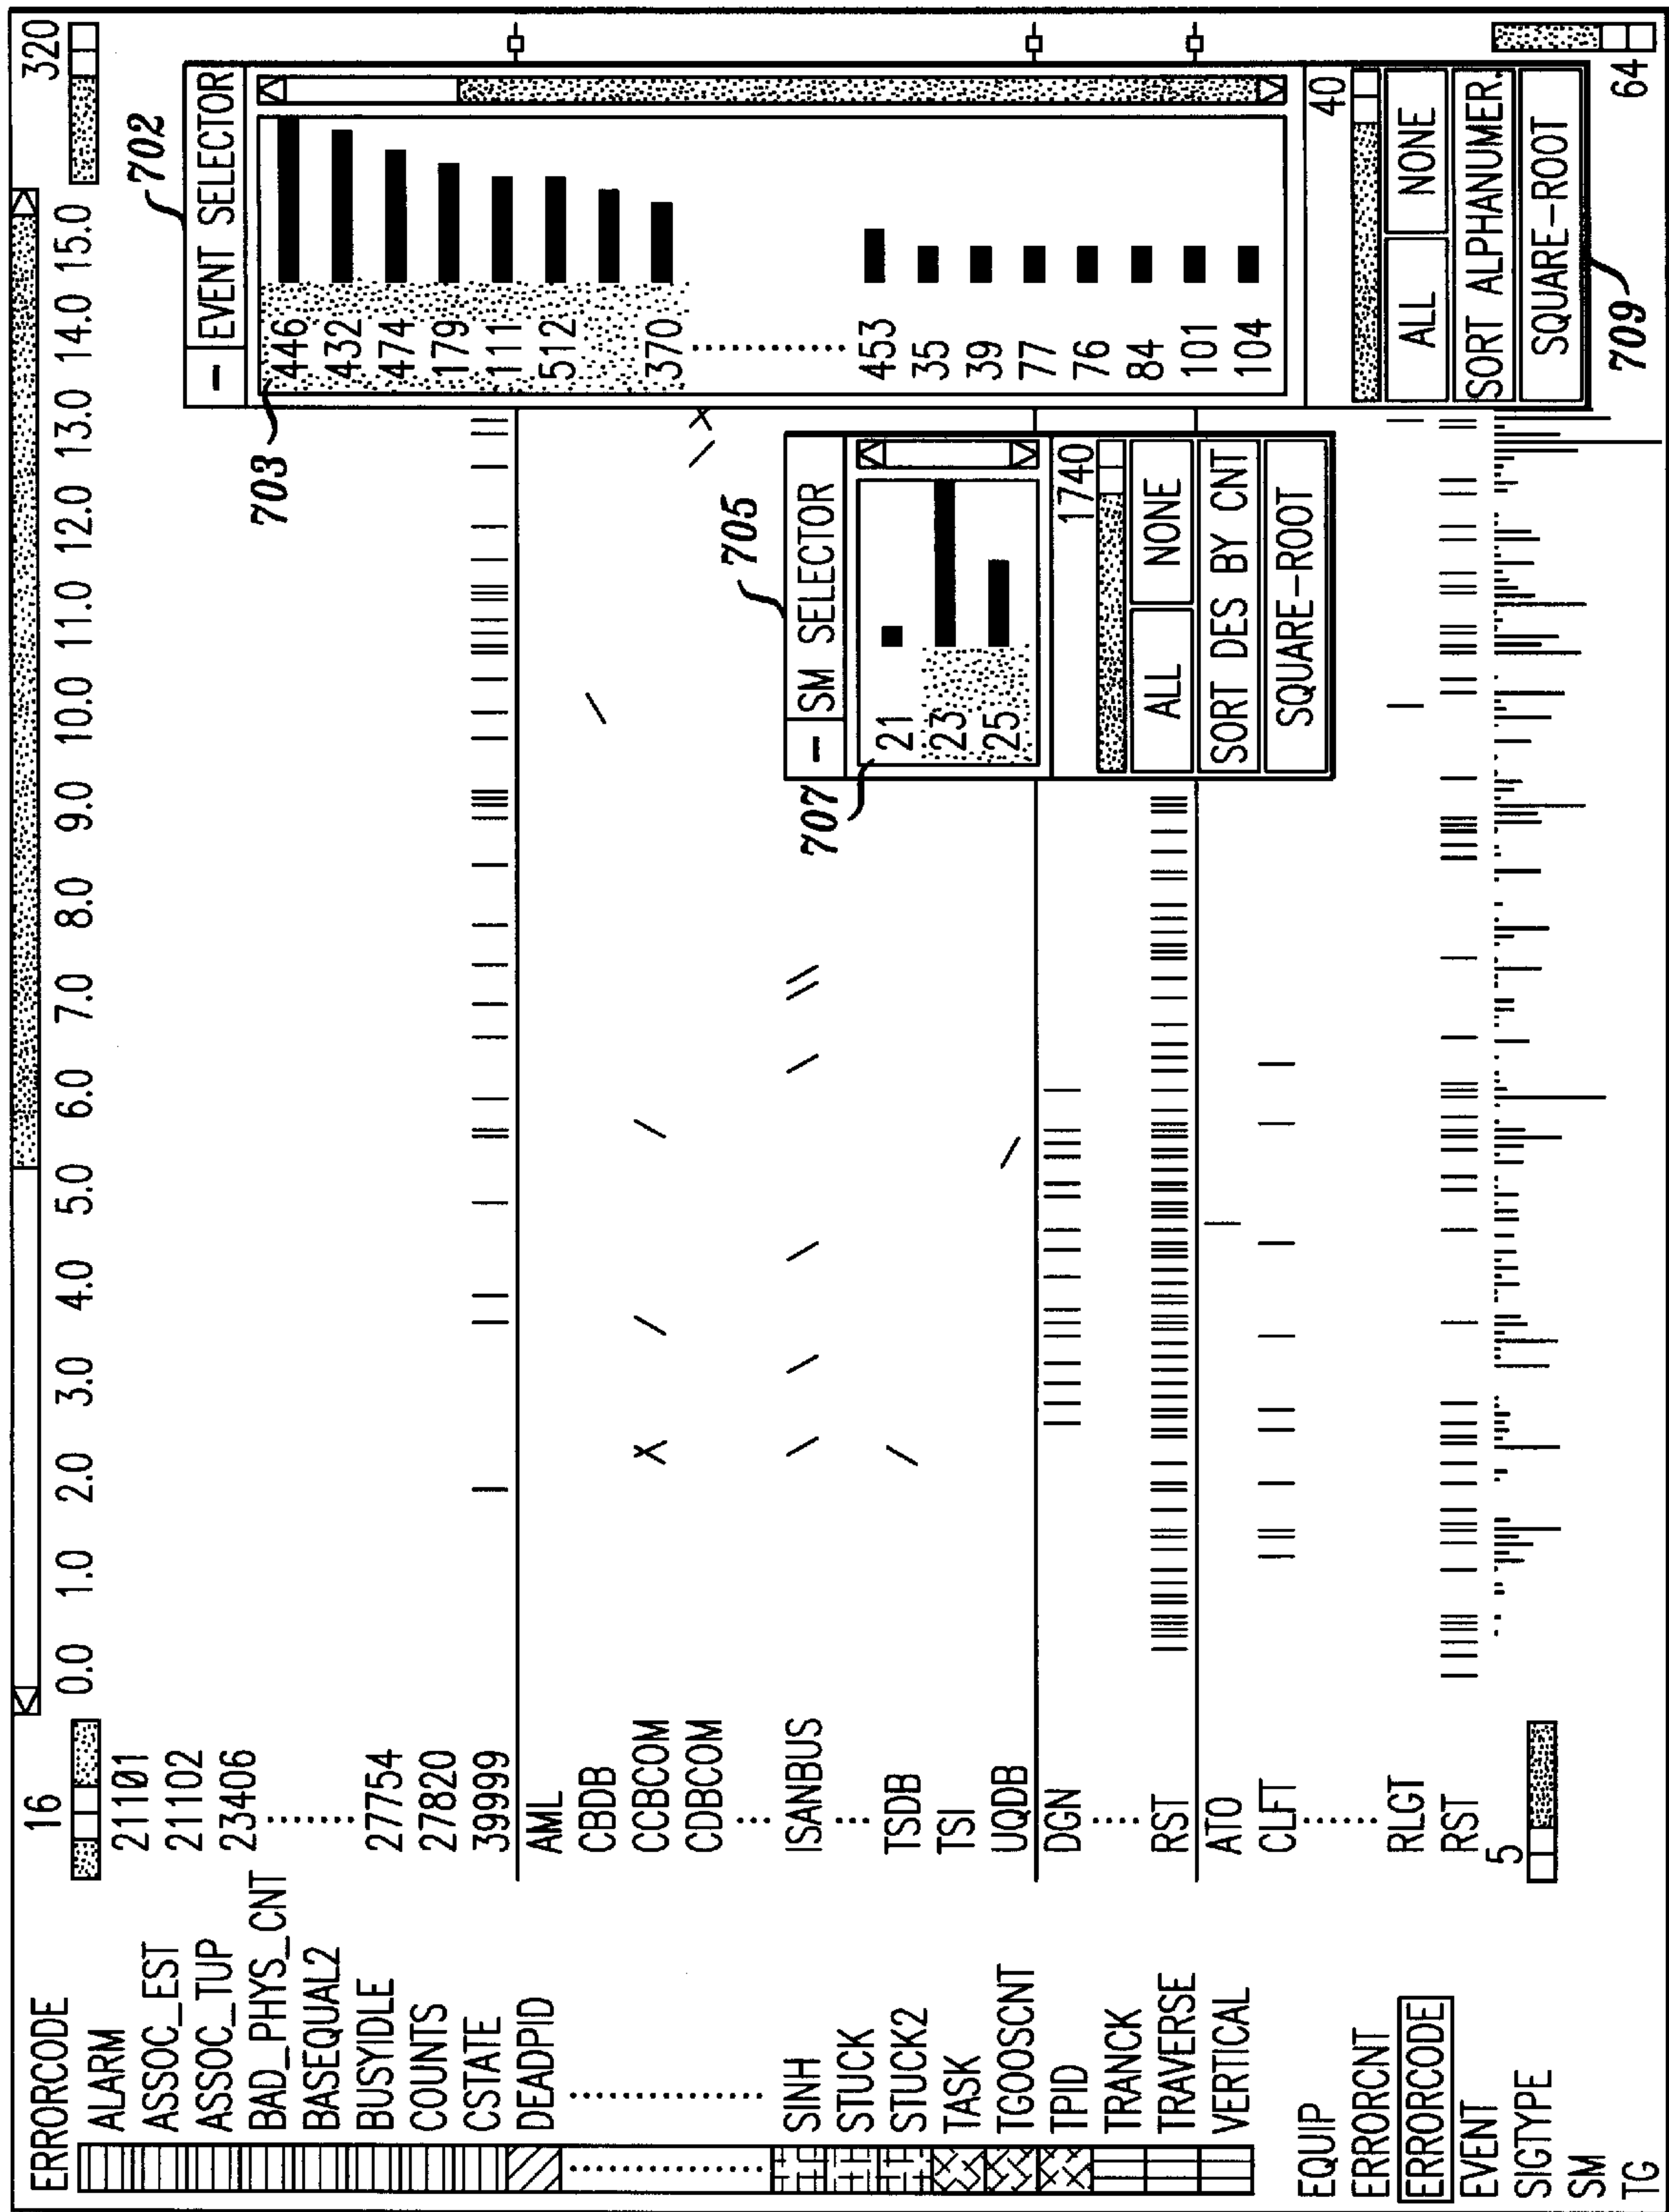 ERRORCODE
ALARM
ASSOC_EST
ASSOC_TUP
BAD_PHYS_CNT
BASEQUAL2
BUSYIDLE
COUNTS
CSTATE
DEADPID
SINH
STUCK
STUCK2
TASK
TGOOSCNT
TPID
TRANCK
TRAVERSE
VERTICAL
EQUIP
ERRORCNT
ERRORCODE
EVENT
SIGTYPE
SM
TG
16
21101
21102
23406
27754
27820
39999
AML
CBDB
CCBCOM
CDBCOM
ISANBUS
TSDB
TSI
UQDB
DGN
RST
ATO
CLFT
RLGT
RST
5
0.0 1.0 2.0 3.0 4.0 5.0 6.0 7.0 8.0 9.0 10.0 11.0 12.0 13.0 14.0 15.0
320
702
EVENT SELECTOR
703
446
432
474
179
111
512
370
453
35
39
77
76
84
101
104
40
ALL NONE
SORT ALPHANUMER.
SQUARE-ROOT
709
64
705
SM SELECTOR
707
21
23
25
1740
ALL NONE
SORT DES BY CNT
SQUARE-ROOT